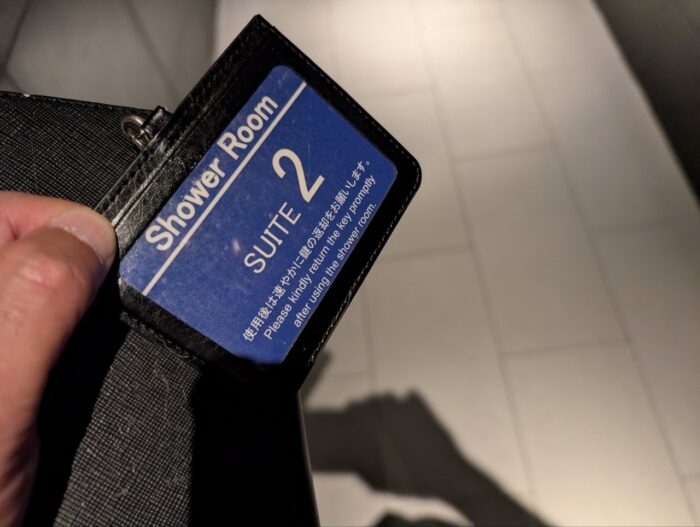 Shower Room
SUITE 2
使用後は速やかに鍵の返却をお願いします。
Please kindly return the key promptly
after using the shower room.